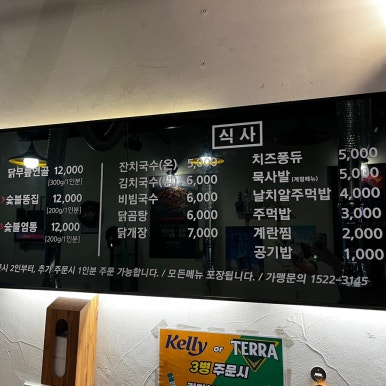 식사
닭무릎연골 12,000
[300g/1인분]
숯불똥집 12,000
[200g/1인분]
숯불염통 12,000
[200g/1인분]
잔치국수(온) 5,000
김치국수 6,000
비빔국수 6,000
닭곰탕 6,000
닭개장 7,000
치즈퐁듀 5,000
묵사발 (계절메뉴) 5,000
날치알주먹밥 4,000
주먹밥 3,000
계란찜 2,000
공기밥 1,000
2인부터, 추가 주문시 1인분 주문 가능합니다. / 모든메뉴 포장됩니다. / 가맹문의 1522-3145
Kelly or TERRA
3병 주문시